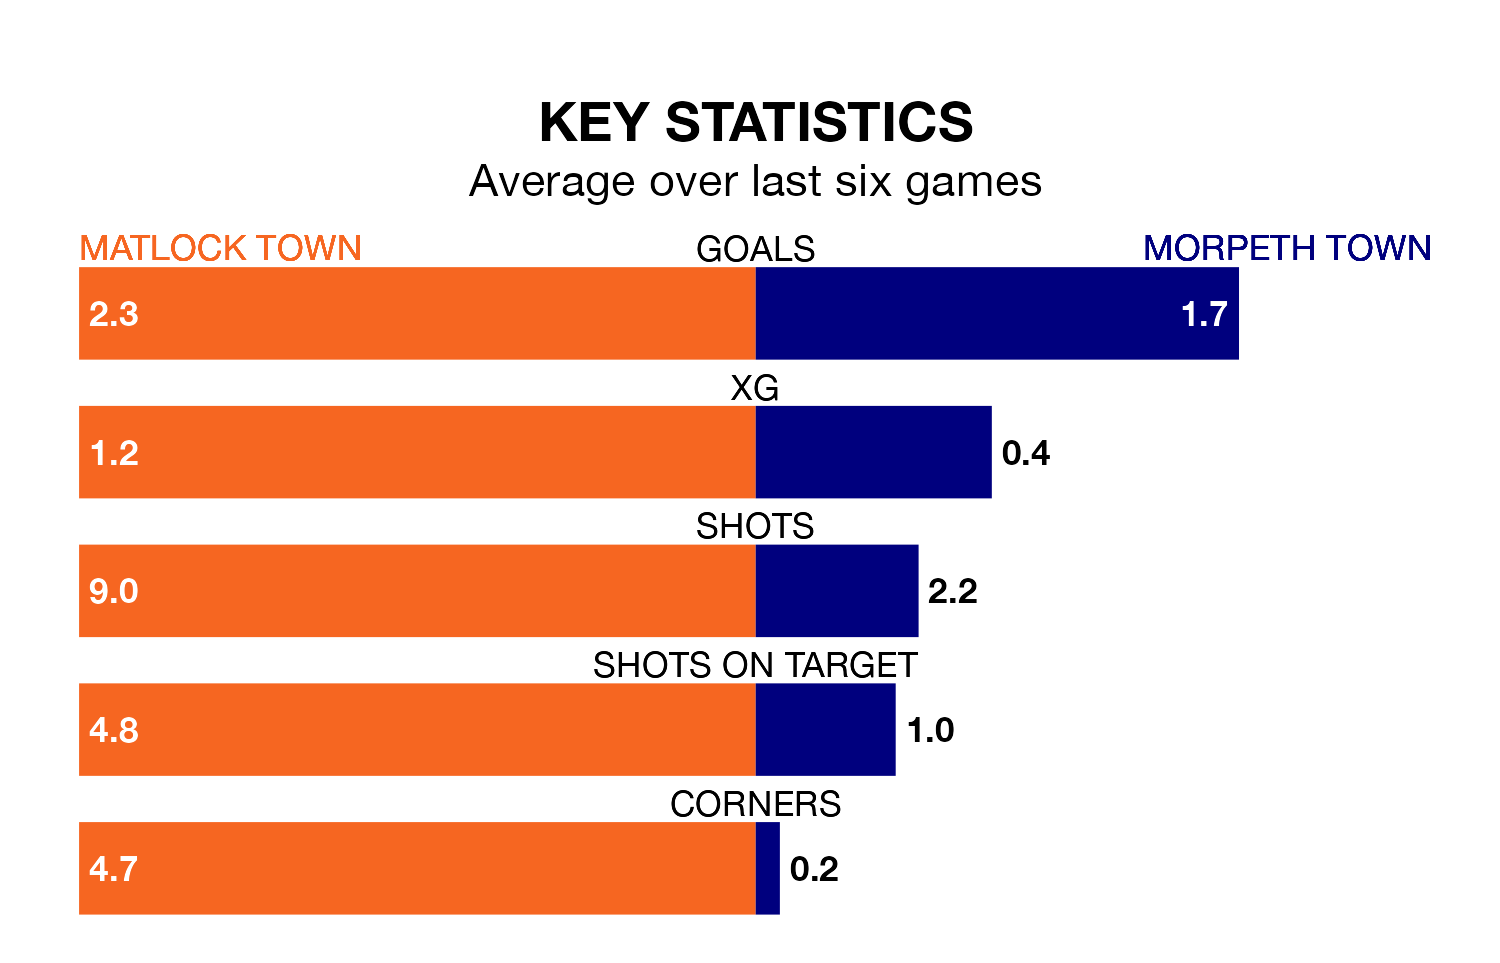 KEY STATISTICS
Average over last six games
MATLOCK TOWN GOALS MORPETH TOWN
2.3 1.7
XG
1.2 0.4
SHOTS
9.0 2.2
SHOTS ON TARGET
4.8 1.0
CORNERS
4.7 0.2